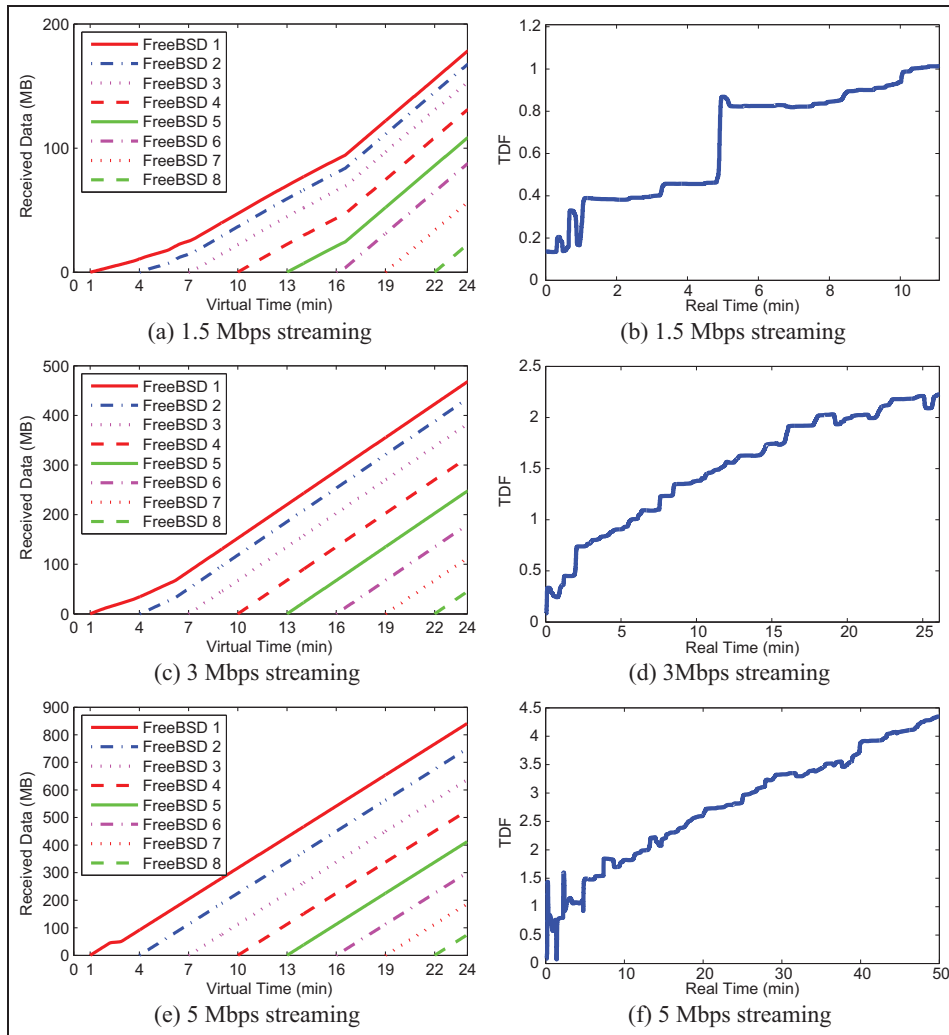 200
100
0
Received Data (MB)
FreeBSD 1
FreeBSD 2
FreeBSD 3
FreeBSD 4
FreeBSD 5
FreeBSD 6
FreeBSD 7
FreeBSD 8
0 1 4 7 10 13 16 19 22 24
Virtual Time (min)
(a) 1.5 Mbps streaming
1.2
1
0.8
0.6
0.4
0.2
0
TDF
0 2 4 6 8 10
Real Time (min)
(b) 1.5 Mbps streaming
500
400
300
200
100
0
Received Data (MB)
FreeBSD 1
FreeBSD 2
FreeBSD 3
FreeBSD 4
FreeBSD 5
FreeBSD 6
FreeBSD 7
FreeBSD 8
0 1 4 7 10 13 16 19 22 24
Virtual Time (min)
(c) 3 Mbps streaming
2.5
2
1.5
1
0.5
0
TDF
0 5 10 15 20 25
Real Time (min)
(d) 3Mbps streaming
900
800
700
600
500
400
300
200
100
0
Received Data (MB)
FreeBSD 1
FreeBSD 2
FreeBSD 3
FreeBSD 4
FreeBSD 5
FreeBSD 6
FreeBSD 7
FreeBSD 8
0 1 4 7 10 13 16 19 22 24
Virtual Time (min)
(e) 5 Mbps streaming
4.5
4
3.5
3
2.5
2
1.5
1
0.5
0
TDF
0 10 20 30 40 50
Real Time (min)
(f) 5 Mbps streaming